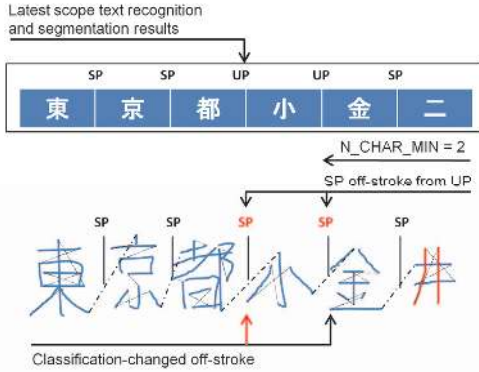 Latest scope text recognition
and segmentation results
SP SP UP UP SP
東 京 都 小 金 二
N_CHAR_MIN = 2
SP off-stroke from UP
SP SP SP SP SP
東京都小金井
Classification-changed off-stroke